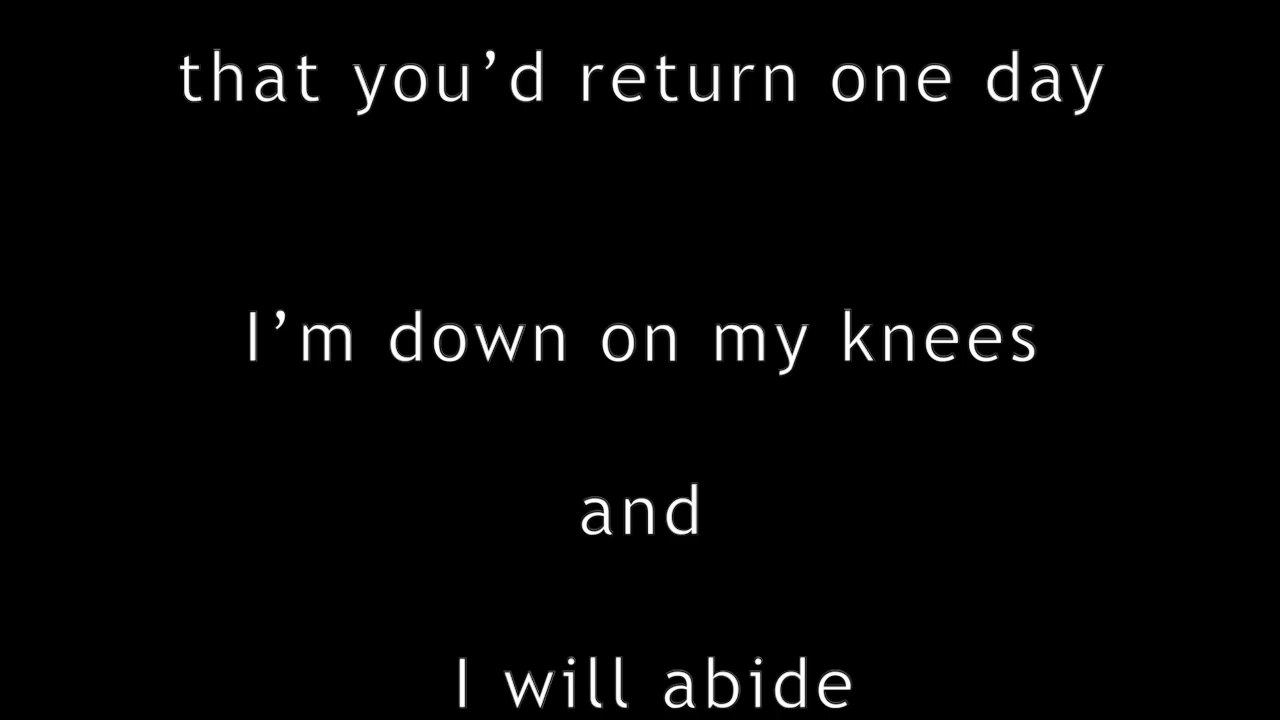 that you’d return one day
I’m down on my knees
and
I will abide